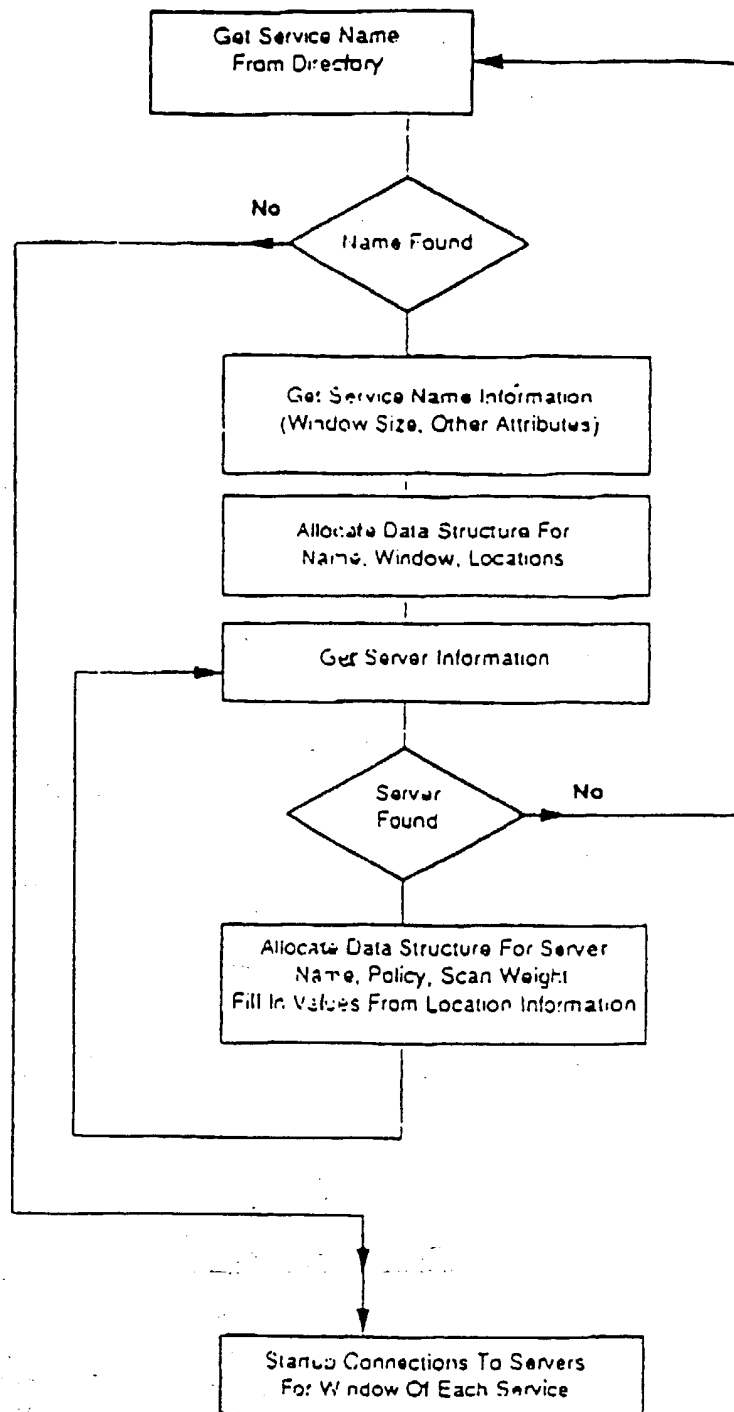 Get Service Name
From Directory
No
Name Found
Get Service Name Information
(Window Size, Other Attributes)
Allocate Data Structure For
Name, Window, Locations
Get Server Information
Server
Found
No
Allocate Data Structure For Server
Name, Policy, Scan Weight
Fill In Values From Location Information
Startup Connections To Servers
For Window Of Each Service